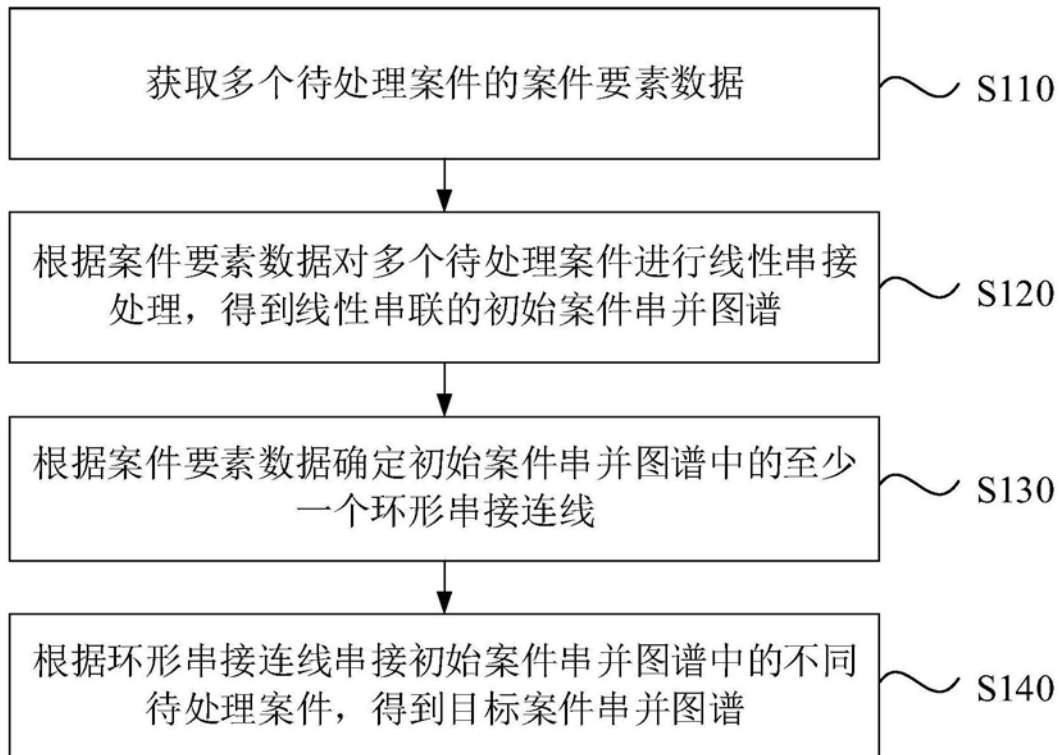 获取多个待处理案件的案件要素数据
S110
根据案件要素数据对多个待处理案件进行线性串接
处理，得到线性串联的初始案件串并图谱
S120
根据案件要素数据确定初始案件串并图谱中的至少
一个环形串接连线
S130
根据环形串接连线串接初始案件串并图谱中的不同
待处理案件，得到目标案件串并图谱
S140